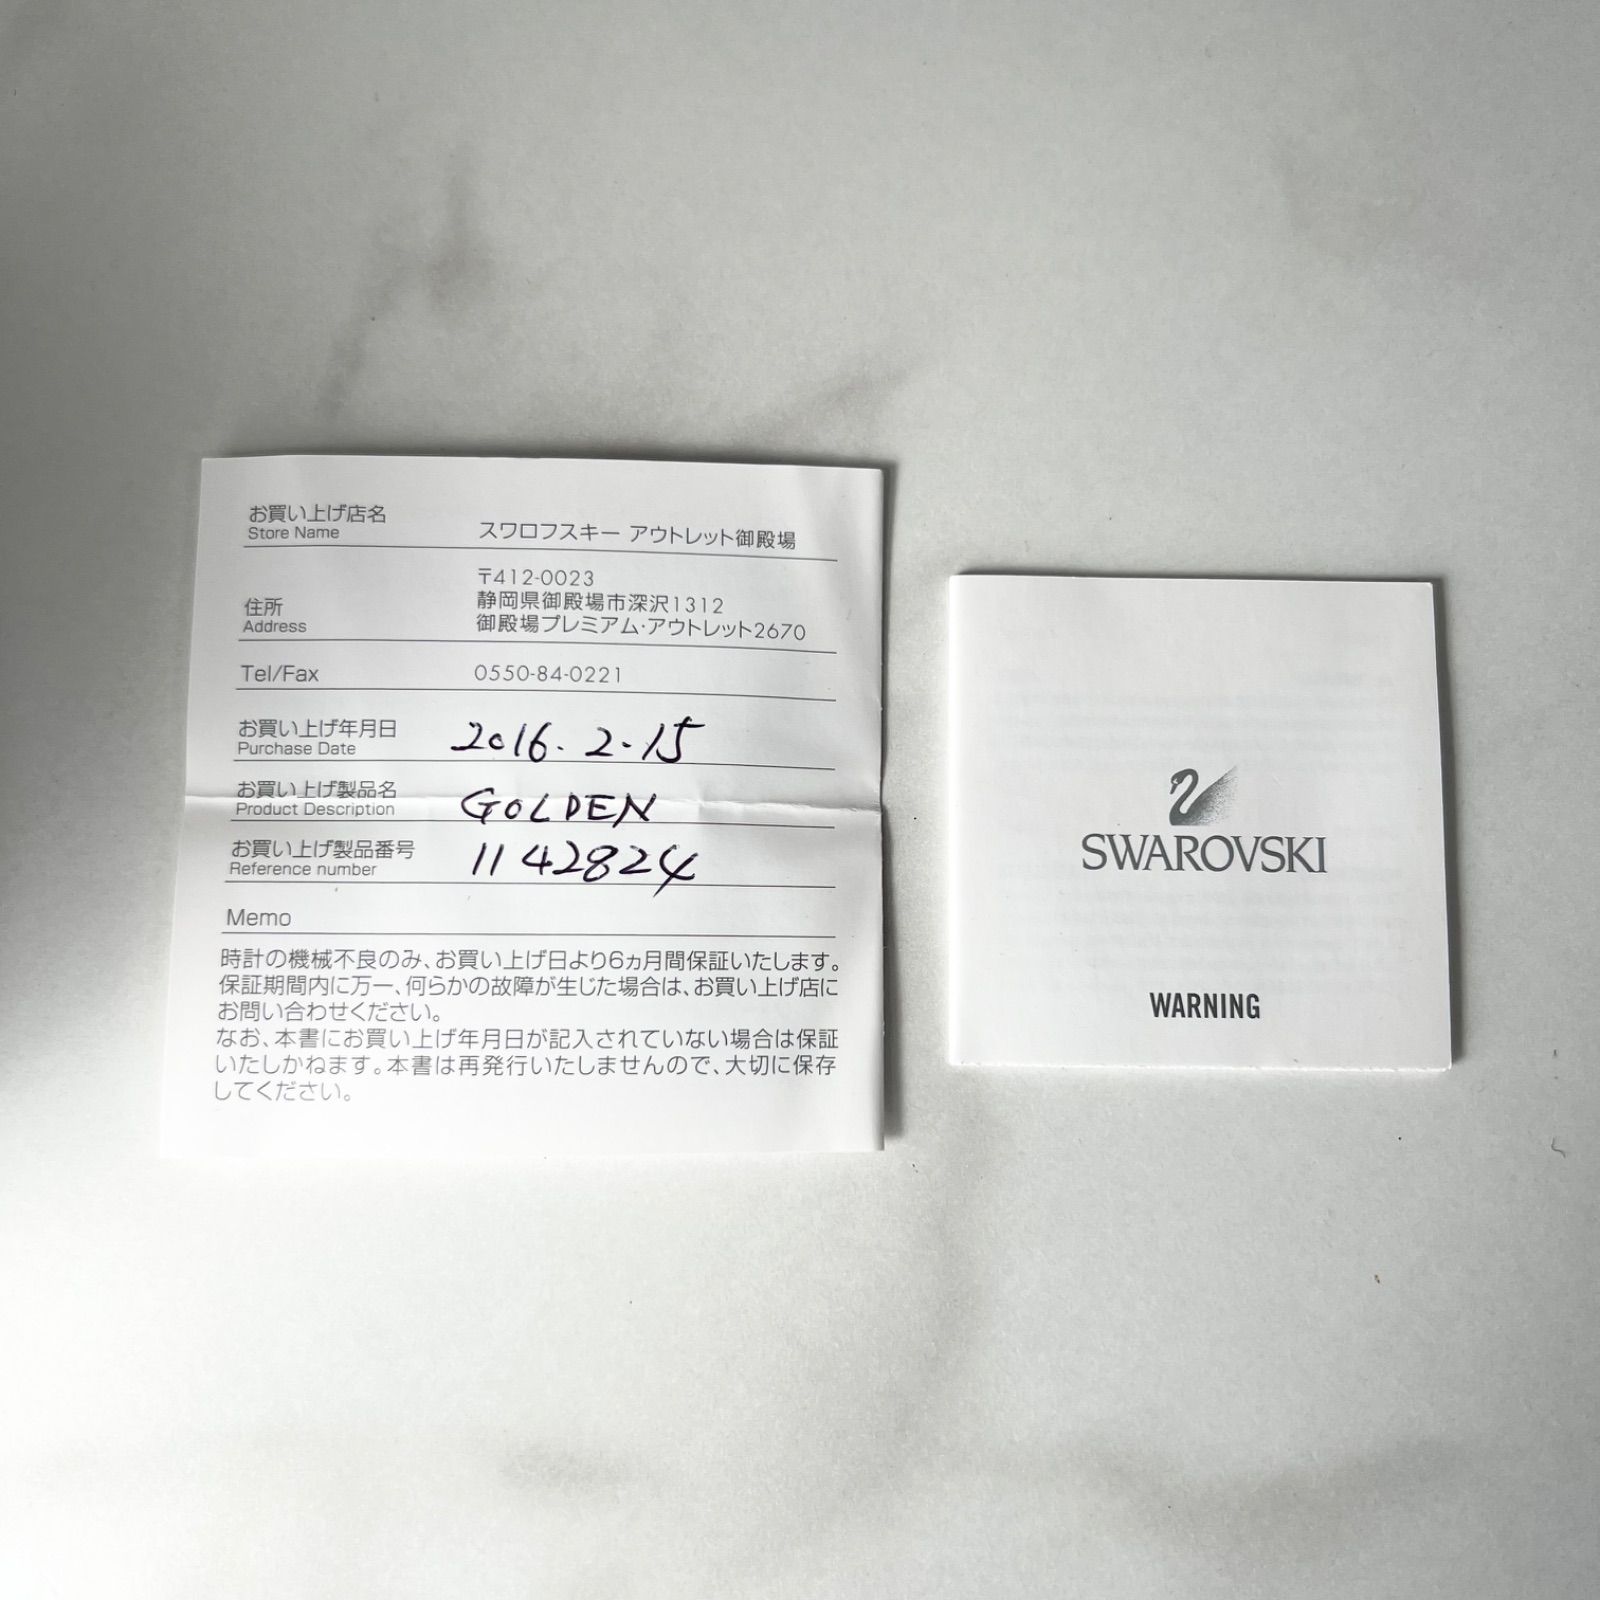 お買い上げ店名
Store Name
スワロフスキー アウトレット御殿場
住所
Address
〒412-0023
静岡県御殿場市深沢1312
御殿場プレミアム・アウトレット2670
Tel/Fax
0550-84-0221
お買い上げ年月日
Purchase Date
2016.2.15
お買い上げ製品名
Product Description
GOLDEN
お買い上げ製品番号
Reference number
1142824
Memo
時計の機械不良のみ、お買い上げ日より6ヵ月間保証いたします。
保証期間内に万一、何らかの故障が生じた場合は、お買い上げ店に
お問い合わせください。
なお、本書にお買い上げ年月日が記入されていない場合は保証
いたしかねます。本書は再発行いたしませんので、大切に保存
してください。
SWAROVSKI
WARNING